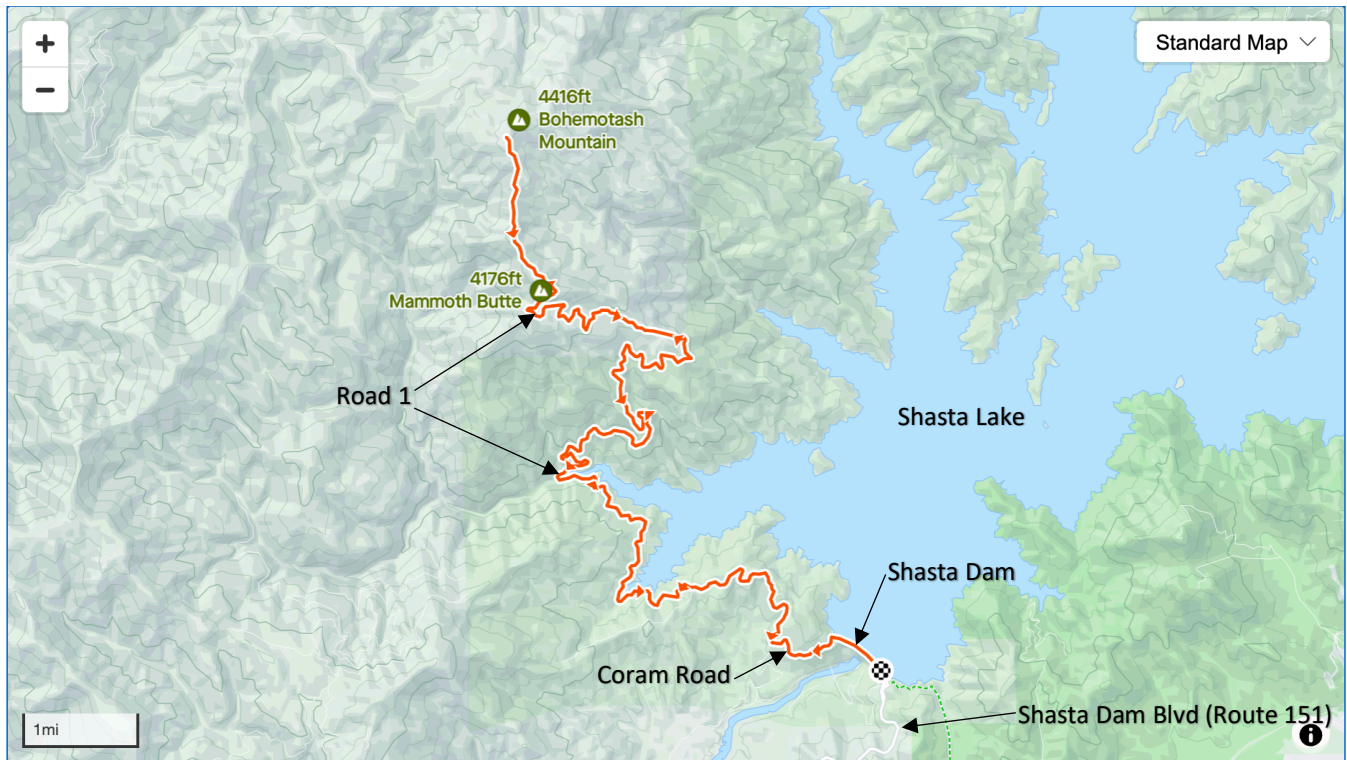 +
Standard Map
−
4416ft
Bohemotash
Mountain
4176ft
Mammoth Butte
Road 1
Shasta Lake
Shasta Dam
Coram Road
Shasta Dam Blvd (Route 151)
1mi
i